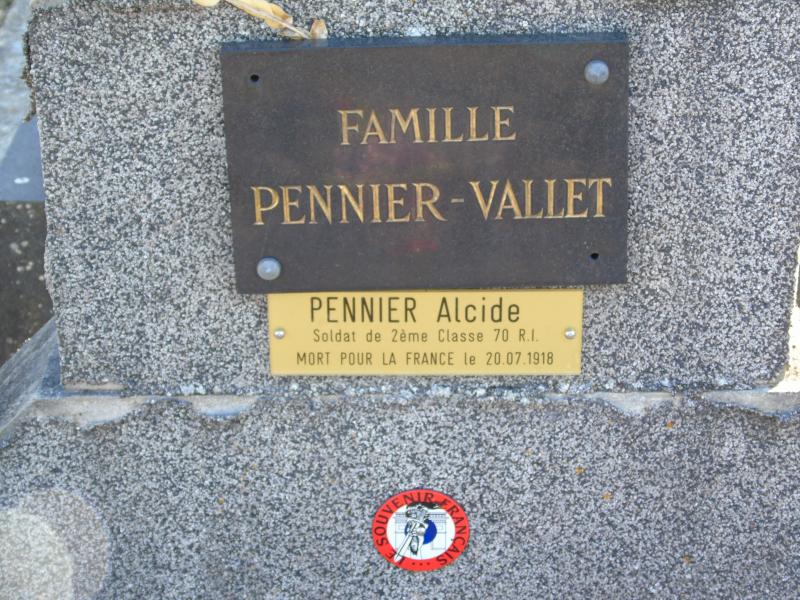 FAMILLE
PENNIER-VALLET
PENNIER Alcide
Soldat de 2ème Classe 70 R.I.
MORT POUR LA FRANCE le 20.07.1918
LE SOUVENIR FRANÇAIS...